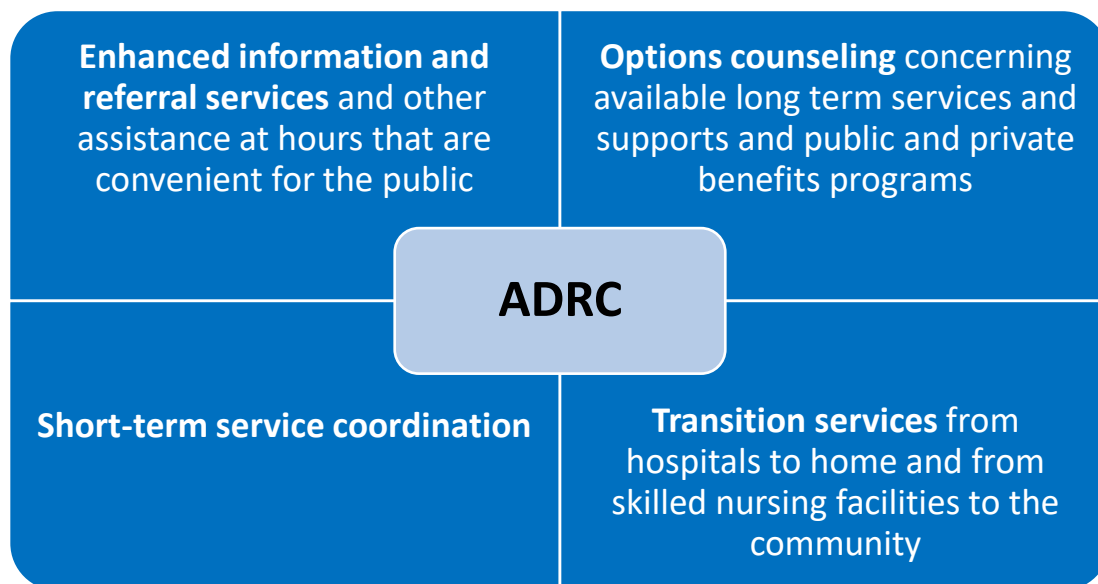 Enhanced information and
referral services and other
assistance at hours that are
convenient for the public
Options counseling concerning
available long term services and
supports and public and private
benefits programs
ADRC
Short-term service coordination
Transition services from
hospitals to home and from
skilled nursing facilities to the
community